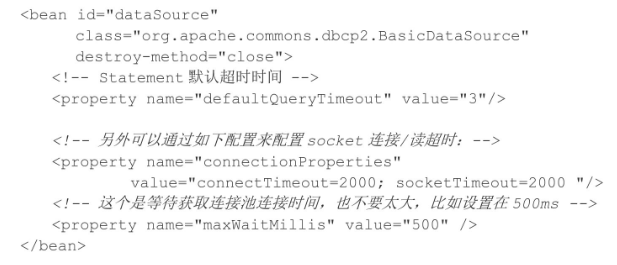 <bean id="dataSource"
class="org.apache.commons.dbcp2.BasicDataSource"
destroy-method="close">
<!-- Statement 默认超时时间 -->
<property name="defaultQueryTimeout" value="3"/>
<!-- 另外可以通过如下配置来配置 socket 连接/读超时：-->
<property name="connectionProperties"
value="connectTimeout=2000; socketTimeout=2000 "/>
<!-- 这个是等待获取连接池连接时间，也不要太大，比如设置在 500ms -->
<property name="maxWaitMillis" value="500" />
</bean>